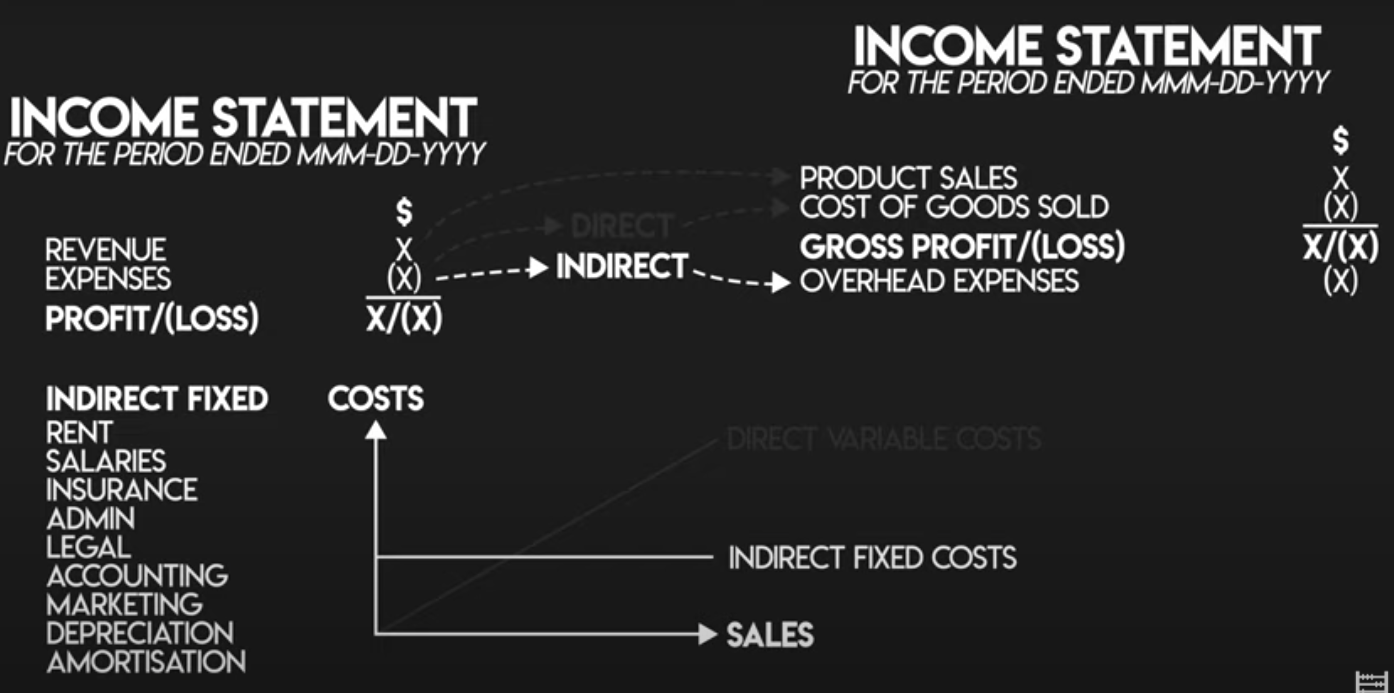 INCOME STATEMENT
FOR THE PERIOD ENDED MMM-DD-YYYY
$
REVENUE X
EXPENSES (X)
PROFIT/(LOSS) X/(X)
DIRECT
INDIRECT
INCOME STATEMENT
FOR THE PERIOD ENDED MMM-DD-YYYY
$
PRODUCT SALES X
COST OF GOODS SOLD (X)
GROSS PROFIT/(LOSS) X/(X)
OVERHEAD EXPENSES (X)
INDIRECT FIXED
RENT
SALARIES
INSURANCE
ADMIN
LEGAL
ACCOUNTING
MARKETING
DEPRECIATION
AMORTISATION
COSTS
DIRECT VARIABLE COSTS
INDIRECT FIXED COSTS
SALES